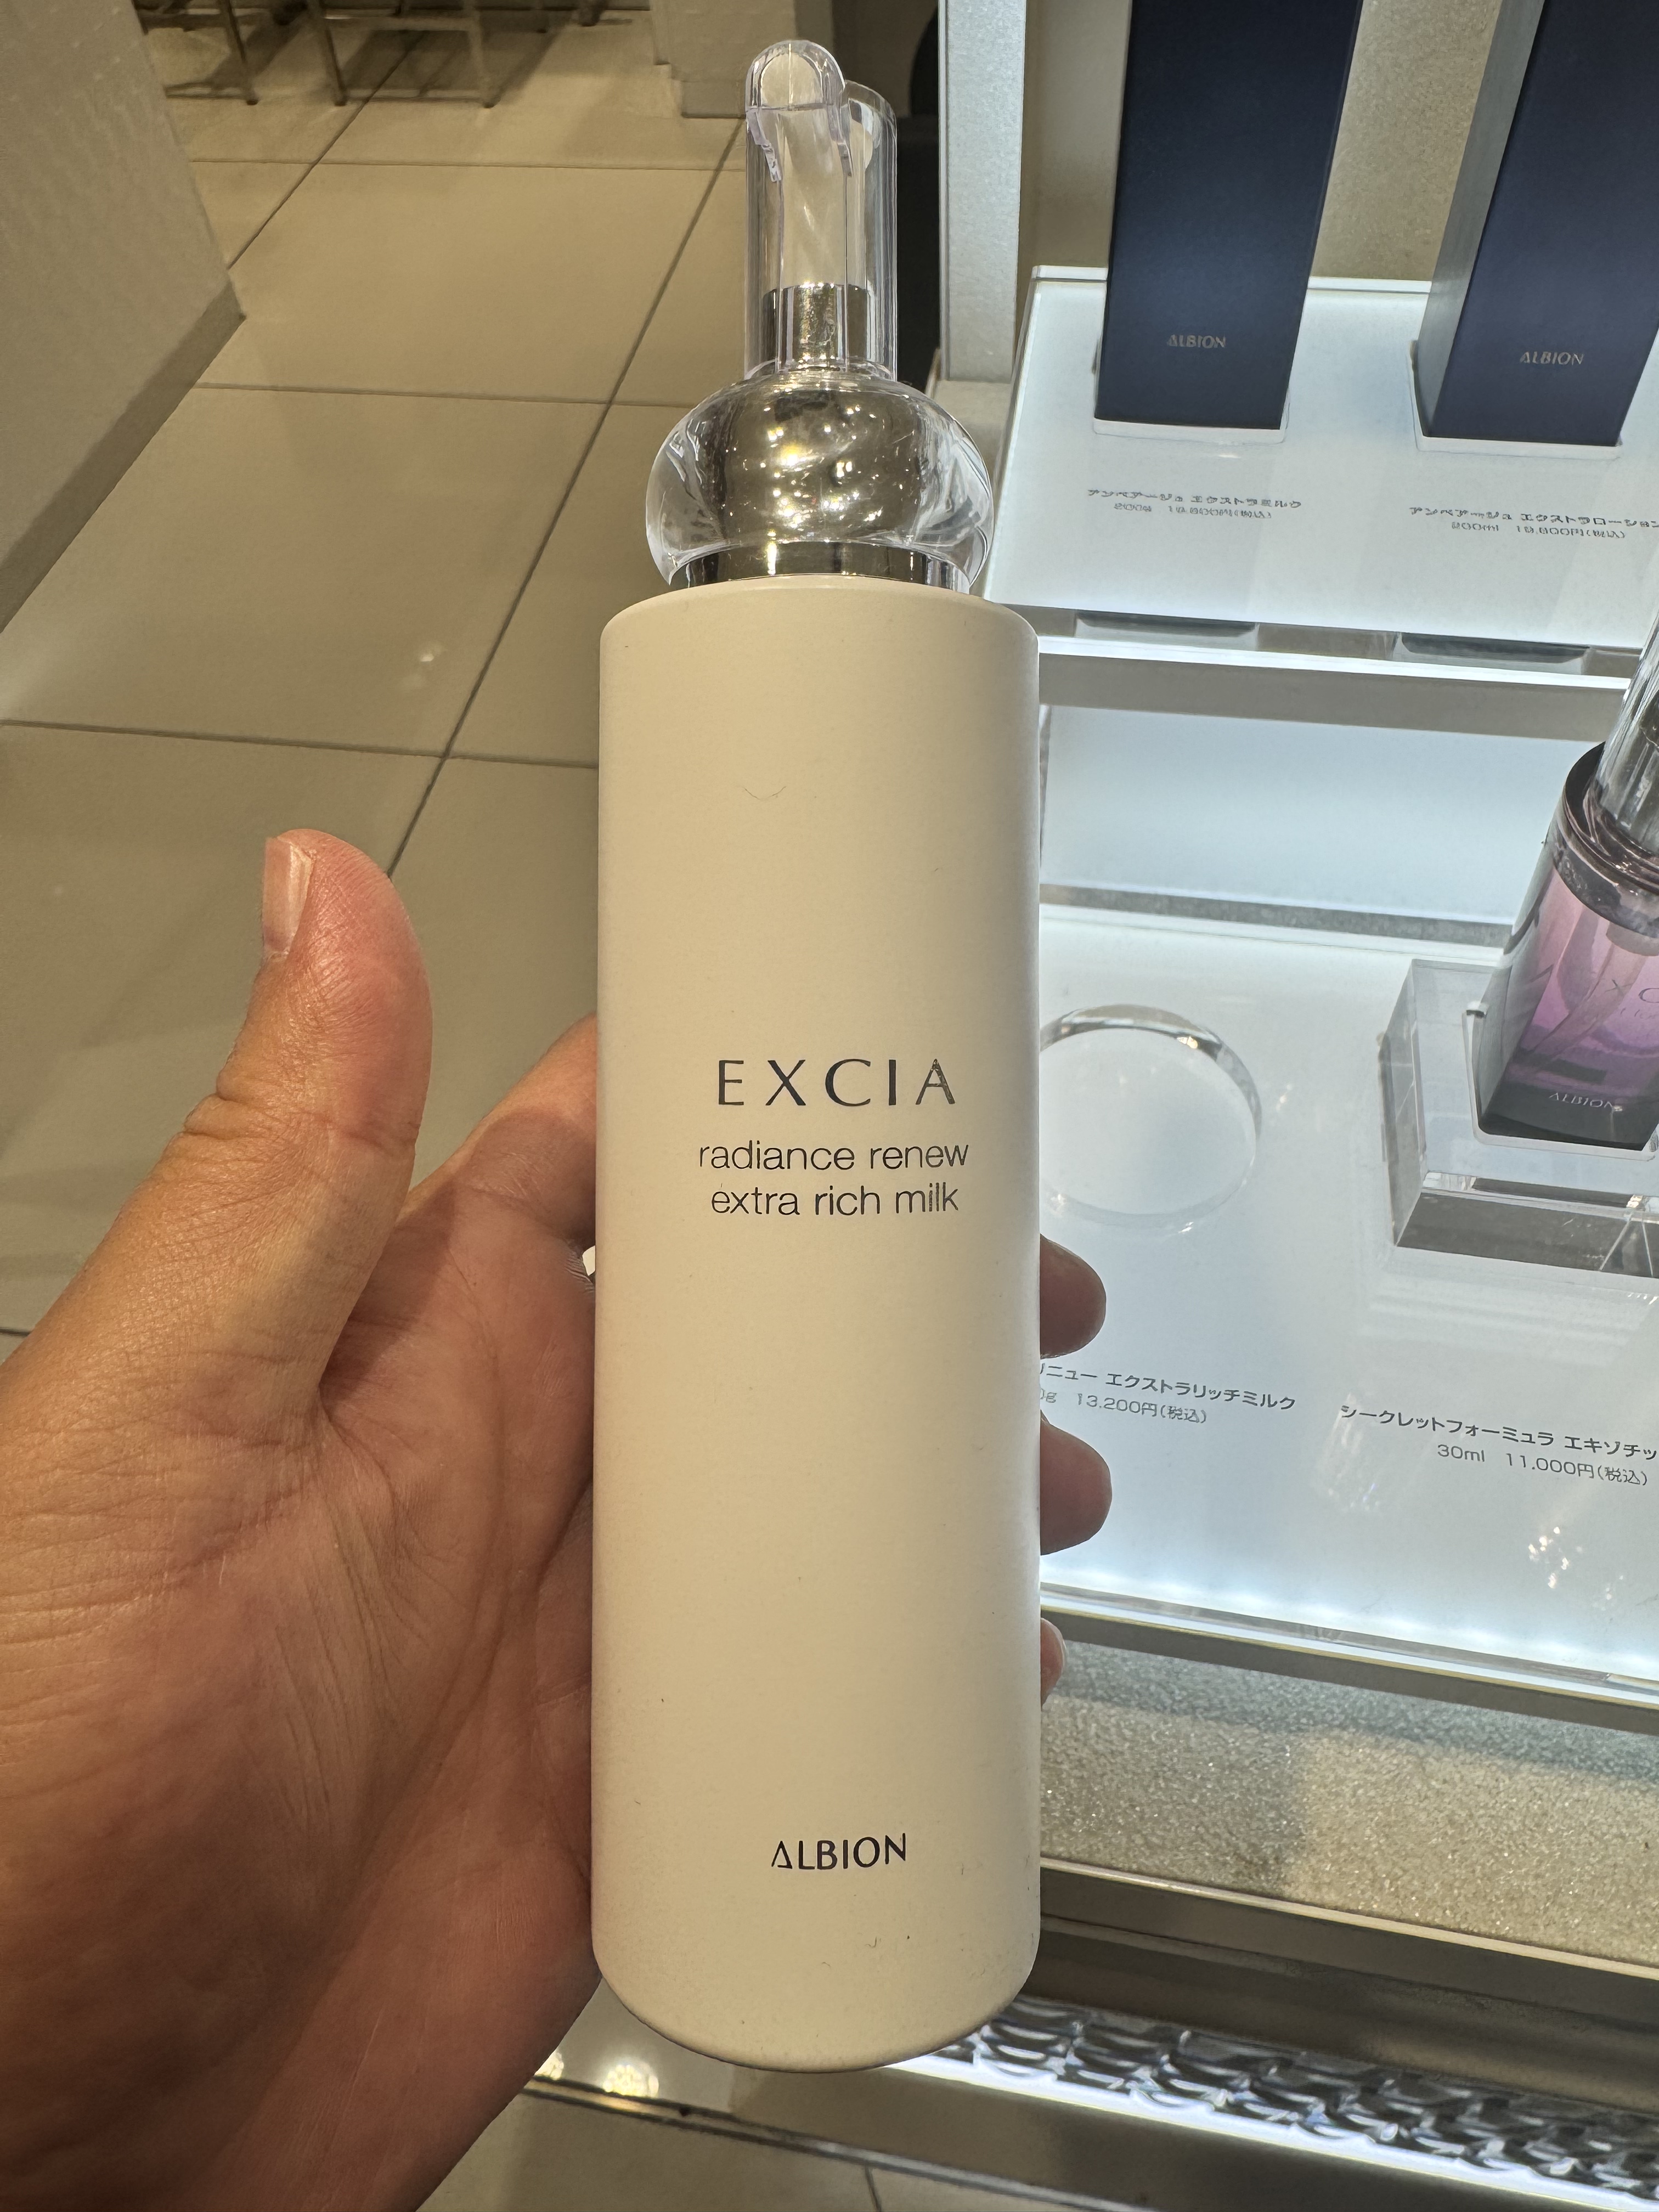 EXCIA
radiance renew
extra rich milk
ALBION
ALBION
ALBION
アンベアージュ エクストラミルク
アンベアージュ エクストラローション
200ml 19,800円(税込)
ALBION
ニュー エクストラリッチミルク
0g 13,200円(税込)
シークレットフォーミュラ エキゾチッ
30ml 11,000円(税込)